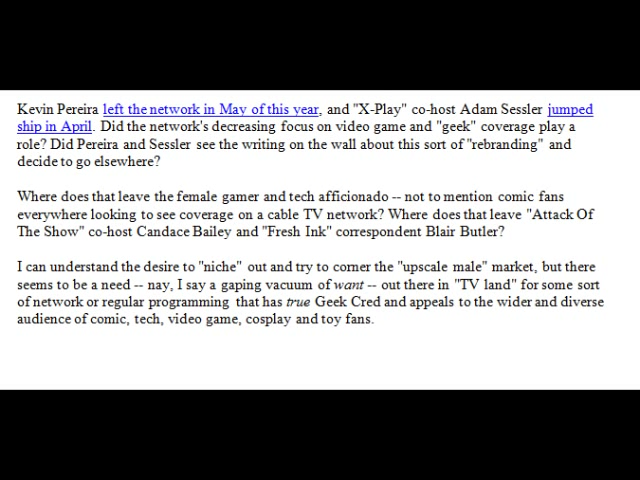 Kevin Pereira left the network in May of this year, and "X-Play" co-host Adam Sessler jumped
ship in April. Did the network's decreasing focus on video game and "geek" coverage play a
role? Did Pereira and Sessler see the writing on the wall about this sort of "rebranding" and
decide to go elsewhere?
Where does that leave the female gamer and tech afficionado -- not to mention comic fans
everywhere looking to see coverage on a cable TV network? Where does that leave "Attack Of
The Show" co-host Candace Bailey and "Fresh Ink" correspondent Blair Butler?
I can understand the desire to "niche" out and try to corner the "upscale male" market, but there
seems to be a need -- nay, I say a gaping vacuum of want -- out there in "TV land" for some sort
of network or regular programming that has true Geek Cred and appeals to the wider and diverse
audience of comic, tech, video game, cosplay and toy fans.